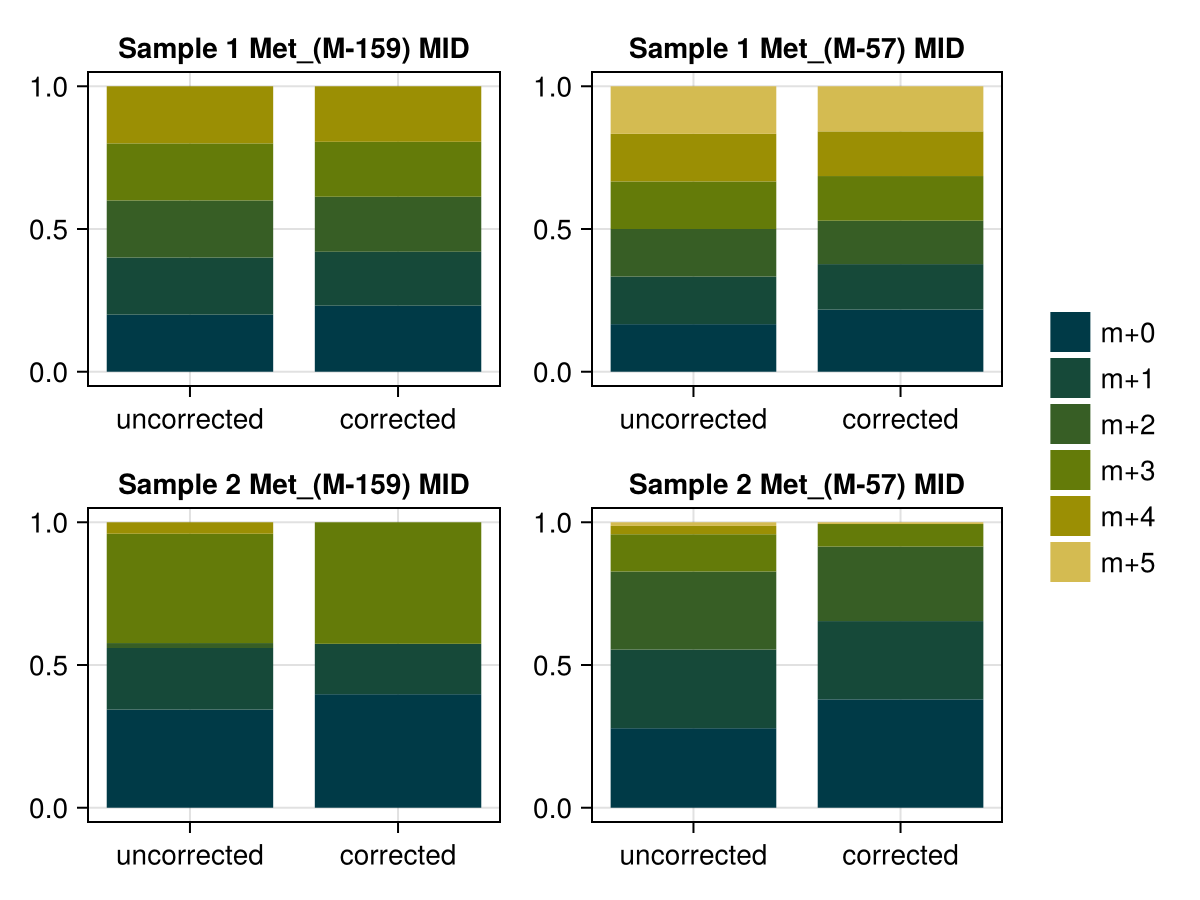 Sample 1 Met_(M-159) MID
1.0
0.5
0.0
uncorrected corrected
Sample 1 Met_(M-57) MID
1.0
0.5
0.0
uncorrected corrected
Sample 2 Met_(M-159) MID
1.0
0.5
0.0
uncorrected corrected
Sample 2 Met_(M-57) MID
1.0
0.5
0.0
uncorrected corrected
m+0
m+1
m+2
m+3
m+4
m+5